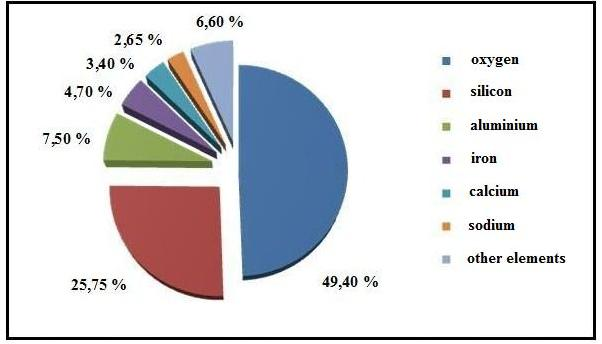 6,60 %
2,65 %
3,40 %
4,70 %
7,50 %
25,75 %
49,40 %
oxygen
silicon
aluminium
iron
calcium
sodium
other elements